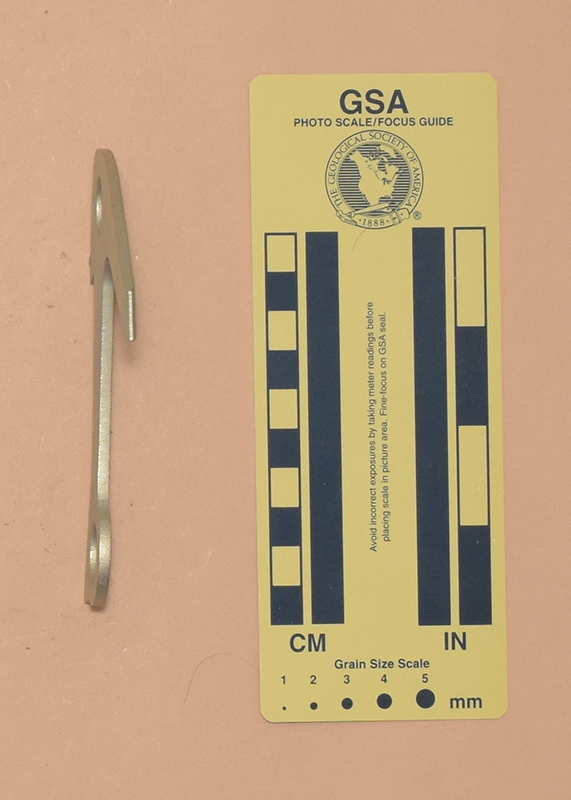 GSA
PHOTO SCALE/FOCUS GUIDE
THE GEOLOGICAL SOCIETY OF AMERICA
1888
®
Avoid incorrect exposures by taking meter readings before
placing scale in picture area. Fine-focus on GSA seal.
CM
IN
Grain Size Scale
1 2 3 4 5
mm